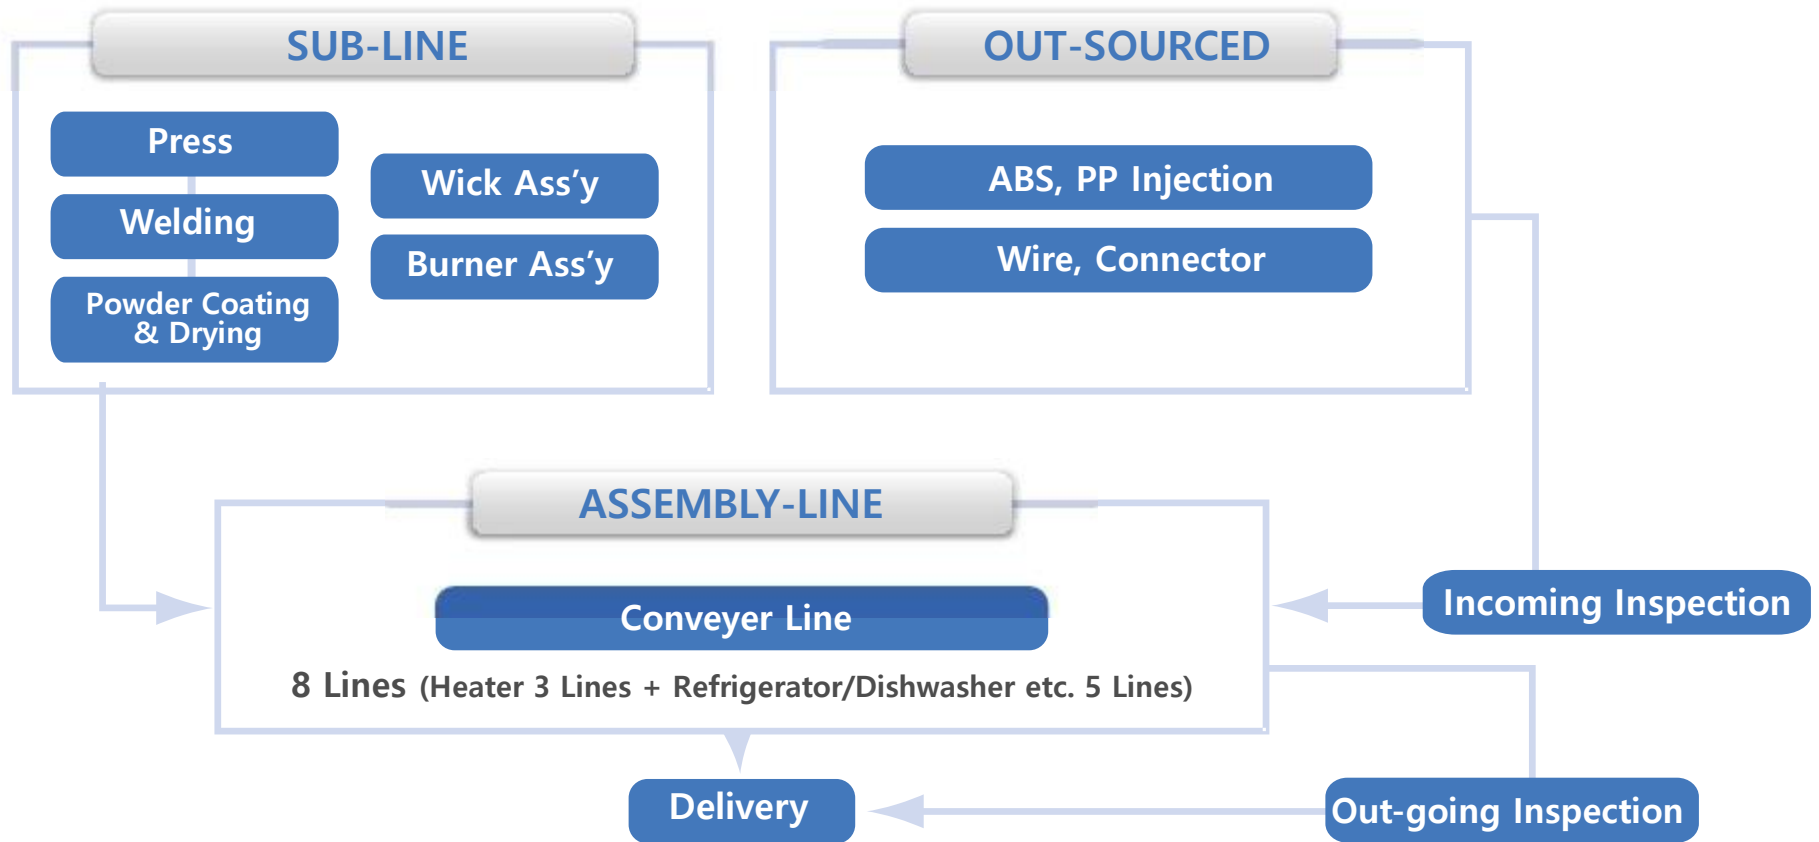 SUB-LINE
Press
Welding
Powder Coating
& Drying
Wick Ass’y
Burner Ass’y
OUT-SOURCED
ABS, PP Injection
Wire, Connector
ASSEMBLY-LINE
Conveyer Line
8 Lines (Heater 3 Lines + Refrigerator/Dishwasher etc. 5 Lines)
Incoming Inspection
Delivery
Out-going Inspection